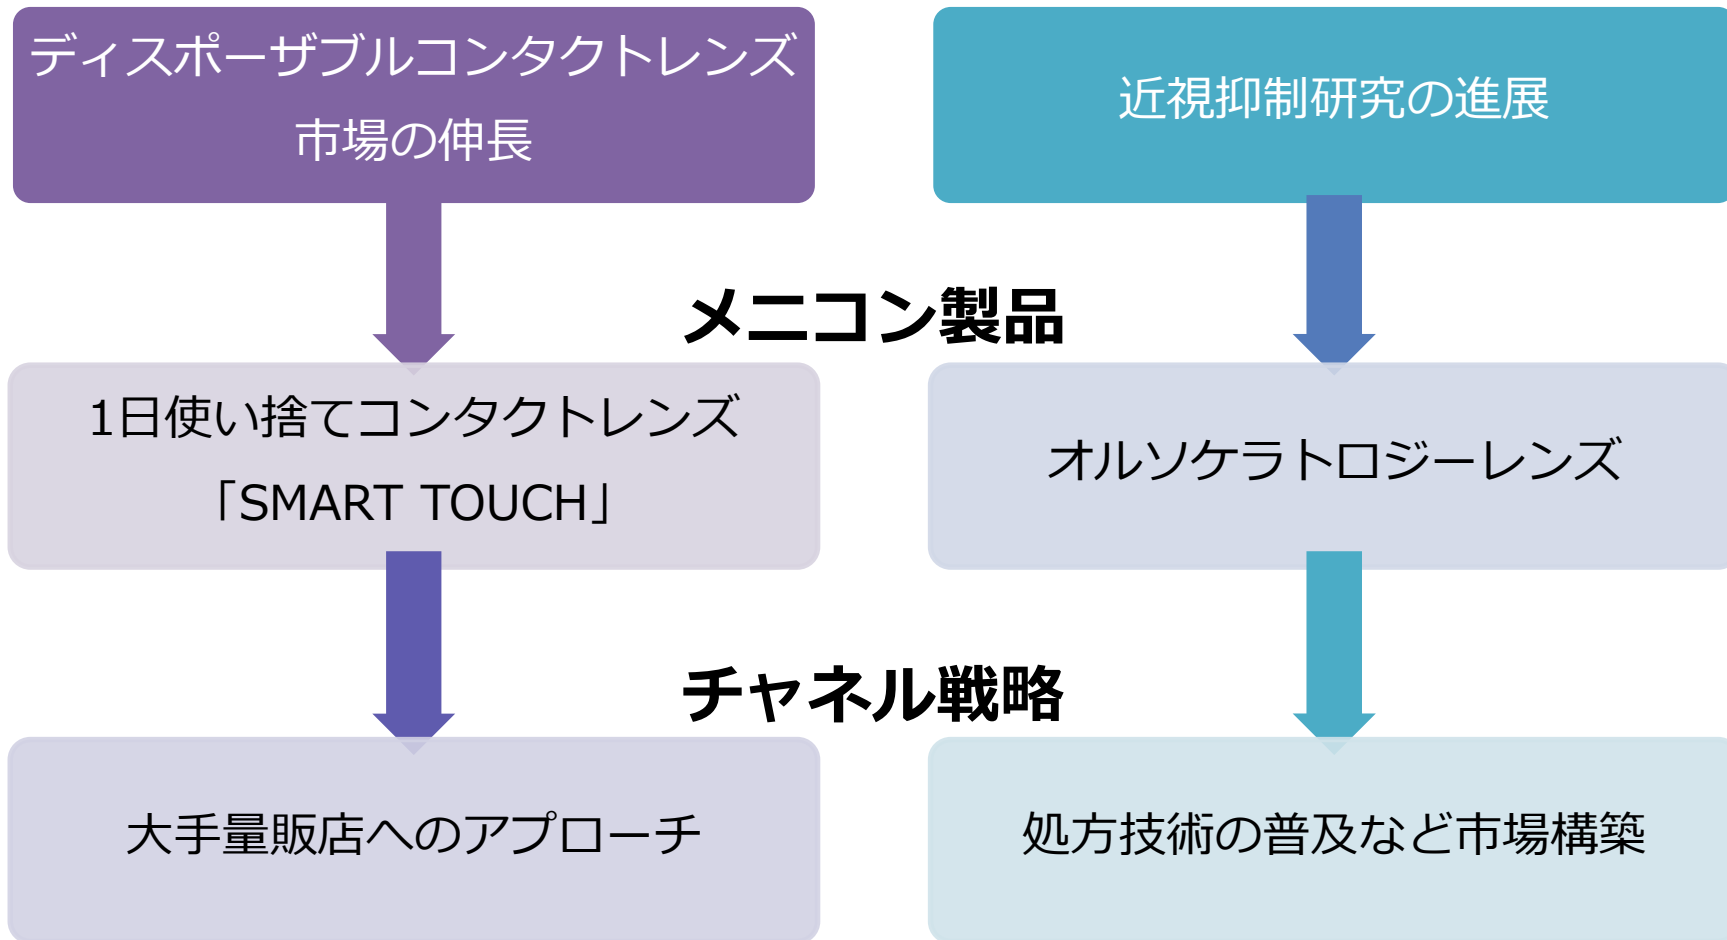 ディスポーザブルコンタクトレンズ
市場の伸長
近視抑制研究の進展
メニコン製品
1日使い捨てコンタクトレンズ
「SMART TOUCH」
オルソケラトロジーレンズ
チャネル戦略
大手量販店へのアプローチ
処方技術の普及など市場構築